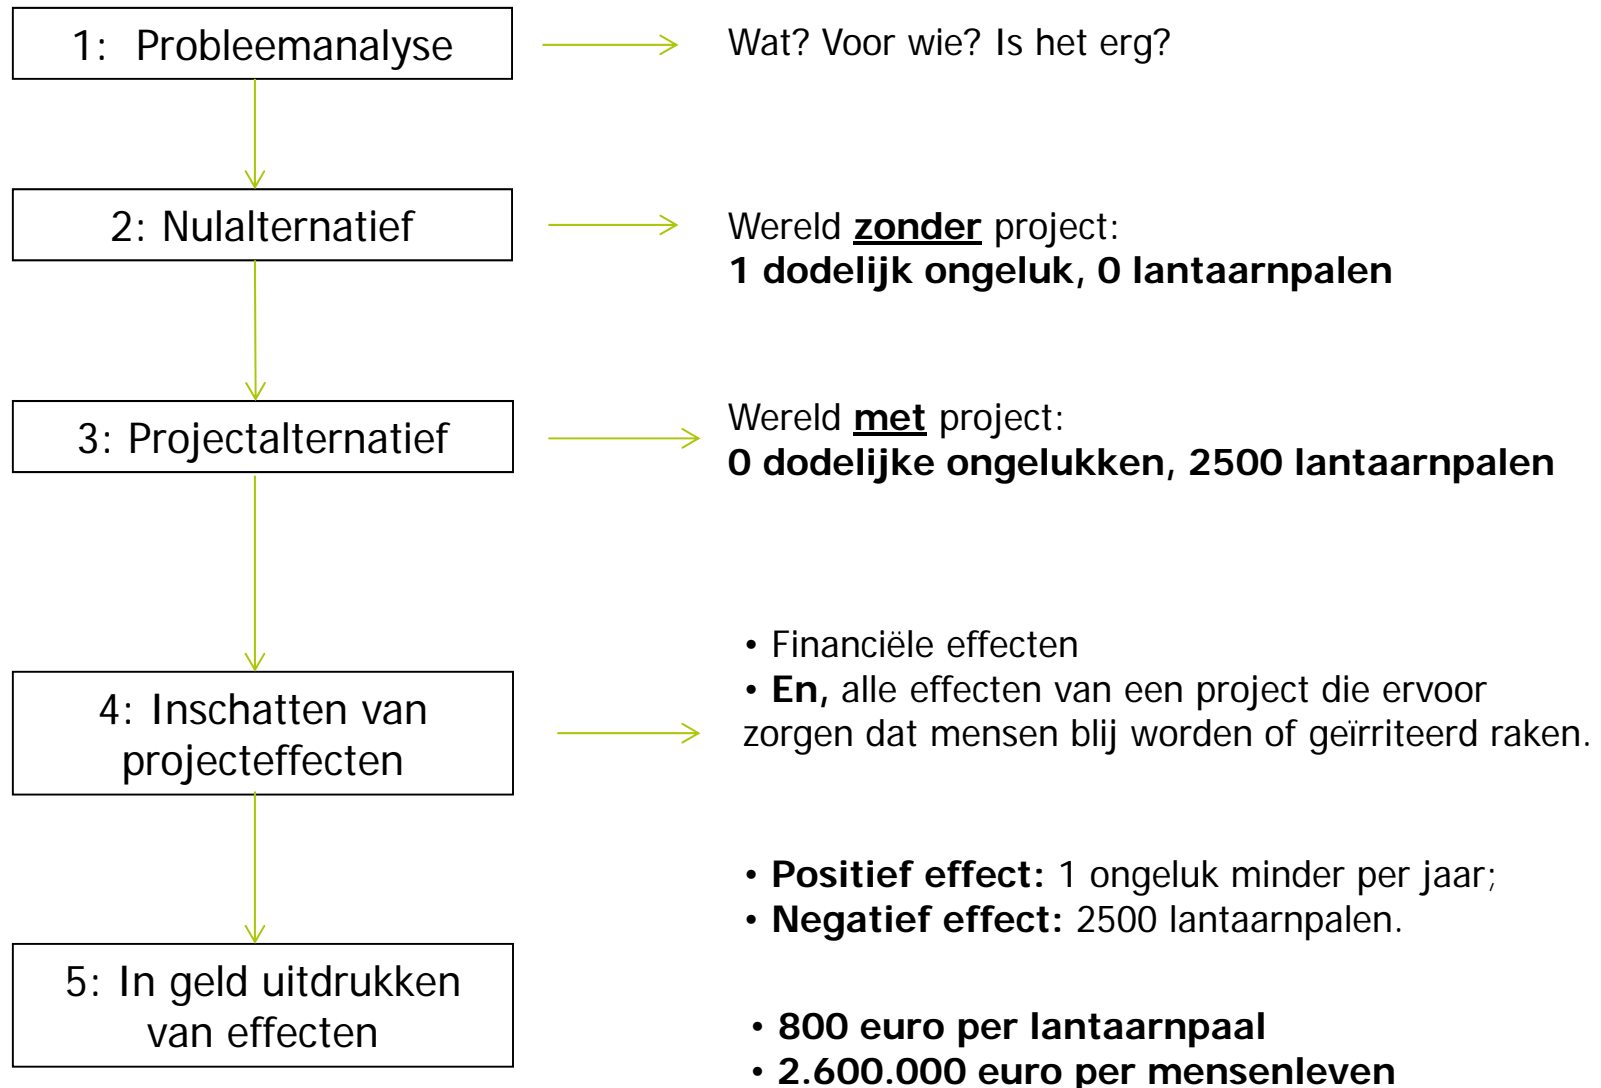 1: Probleemanalyse
Wat? Voor wie? Is het erg?
2: Nulalternatief
Wereld zonder project:
1 dodelijk ongeluk, 0 lantaarnpalen
3: Projectalternatief
Wereld met project:
0 dodelijke ongelukken, 2500 lantaarnpalen
4: Inschatten van
projecteffecten
• Financiële effecten
• En, alle effecten van een project die ervoor
zorgen dat mensen blij worden of geïrriteerd raken.
• Positief effect: 1 ongeluk minder per jaar;
• Negatief effect: 2500 lantaarnpalen.
5: In geld uitdrukken
van effecten
• 800 euro per lantaarnpaal
• 2.600.000 euro per mensenleven